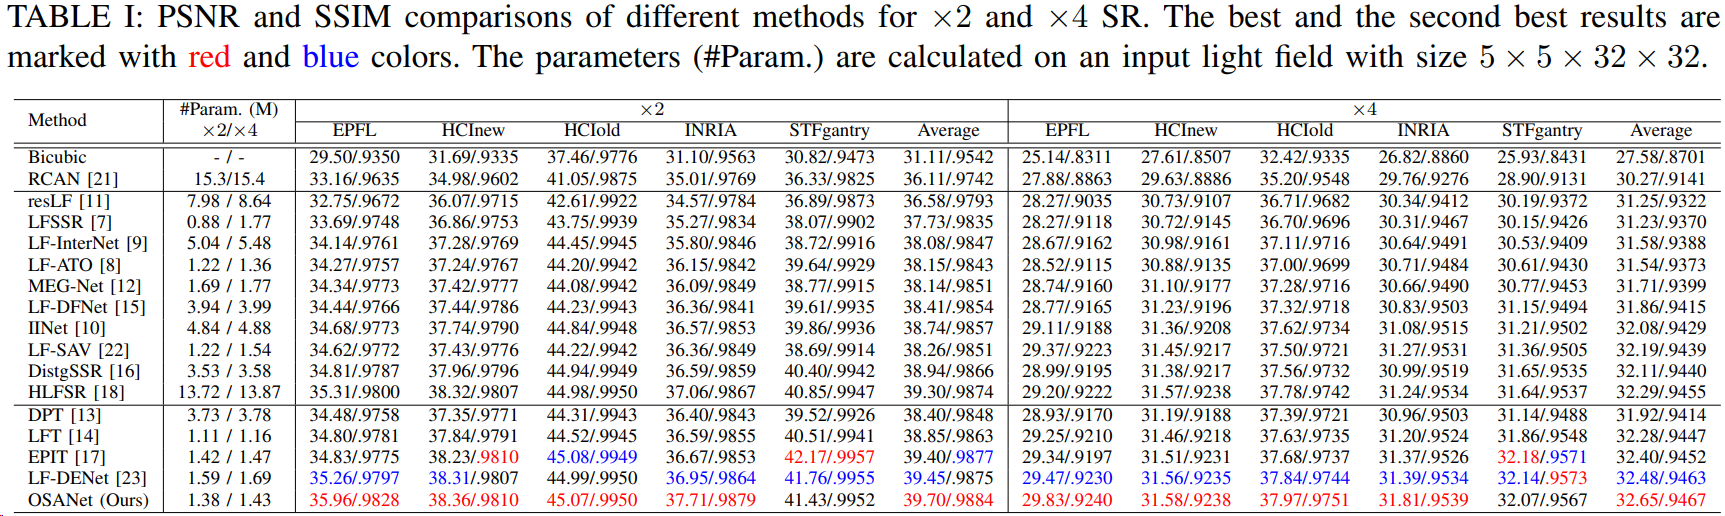 TABLE I: PSNR and SSIM comparisons of different methods for ×2 and ×4 SR. The best and the second best results are
marked with red and blue colors. The parameters (#Param.) are calculated on an input light field with size 5 × 5 × 32 × 32.
Method #Param. (M) ×2 ×4
×2/×4 EPFL HCInew HCIold INRIA STFgantry Average EPFL HCInew HCIold INRIA STFgantry Average
Bicubic - / - 29.50/.9350 31.69/.9335 37.46/.9776 31.10/.9563 30.82/.9473 31.11/.9542 25.14/.8311 27.61/.8507 32.42/.9335 26.82/.8860 25.93/.8431 27.58/.8701
RCAN [21] 15.3/15.4 33.16/.9635 34.98/.9602 41.05/.9875 35.01/.9769 36.33/.9825 36.11/.9742 27.88/.8863 29.63/.8886 35.20/.9548 29.76/.9276 28.90/.9131 30.27/.9141
resLF [11] 7.98 / 8.64 32.75/.9672 36.07/.9715 42.61/.9922 34.57/.9784 36.89/.9873 36.58/.9793 28.27/.9035 30.73/.9107 36.71/.9682 30.34/.9412 30.19/.9372 31.25/.9322
LFSSR [7] 0.88 / 1.77 33.69/.9748 36.86/.9753 43.75/.9939 35.27/.9834 38.07/.9902 37.73/.9835 28.27/.9118 30.72/.9145 36.70/.9696 30.31/.9467 30.15/.9426 31.23/.9370
LF-InterNet [9] 5.04 / 5.48 34.14/.9761 37.28/.9769 44.45/.9945 35.80/.9846 38.72/.9916 38.08/.9847 28.67/.9162 30.98/.9161 37.11/.9716 30.64/.9491 30.53/.9409 31.58/.9388
LF-ATO [8] 1.22 / 1.36 34.27/.9757 37.24/.9767 44.20/.9942 36.15/.9842 39.64/.9929 38.15/.9843 28.52/.9115 30.88/.9135 37.00/.9699 30.71/.9484 30.61/.9430 31.54/.9373
MEG-Net [12] 1.69 / 1.77 34.34/.9773 37.42/.9777 44.08/.9942 36.09/.9849 38.77/.9915 38.14/.9851 28.74/.9160 31.10/.9177 37.28/.9716 30.66/.9490 30.77/.9453 31.71/.9399
LF-DFNet [15] 3.94 / 3.99 34.44/.9766 37.44/.9786 44.23/.9943 36.36/.9841 39.61/.9935 38.41/.9854 28.77/.9165 31.23/.9196 37.32/.9718 30.83/.9503 31.15/.9494 31.86/.9415
IINet [10] 4.84 / 4.88 34.68/.9773 37.74/.9790 44.84/.9948 36.57/.9853 39.86/.9936 38.74/.9857 29.11/.9188 31.36/.9208 37.62/.9734 31.08/.9515 31.21/.9502 32.08/.9429
LF-SAV [22] 1.22 / 1.54 34.62/.9772 37.43/.9776 44.22/.9942 36.36/.9849 38.69/.9914 38.26/.9851 29.37/.9223 31.45/.9217 37.50/.9721 31.27/.9531 31.36/.9505 32.19/.9439
DistgSSR [16] 3.53 / 3.58 34.81/.9787 37.96/.9796 44.94/.9949 36.59/.9859 40.40/.9942 38.94/.9866 28.99/.9195 31.38/.9217 37.56/.9732 30.99/.9519 31.65/.9535 32.11/.9440
HLFSR [18] 13.72 / 13.87 35.31/.9800 38.32/.9807 44.98/.9950 37.06/.9867 40.85/.9947 39.30/.9874 29.20/.9222 31.57/.9238 37.78/.9742 31.24/.9534 31.64/.9537 32.29/.9455
DPT [13] 3.73 / 3.78 34.48/.9758 37.35/.9771 44.31/.9943 36.40/.9843 39.52/.9926 38.40/.9848 28.93/.9170 31.19/.9188 37.39/.9721 30.96/.9503 31.14/.9488 31.92/.9414
LFT [14] 1.11 / 1.16 34.80/.9781 37.84/.9791 44.52/.9945 36.59/.9855 40.51/.9941 38.85/.9863 29.25/.9210 31.46/.9218 37.63/.9735 31.20/.9524 31.86/.9548 32.28/.9447
EPIT [17] 1.42 / 1.47 34.83/.9775 38.23/.9810 45.08/.9949 36.67/.9853 42.17/.9957 39.40/.9877 29.34/.9197 31.51/.9231 37.68/.9737 31.37/.9526 32.18/.9571 32.40/.9452
LF-DENet [23] 1.59 / 1.69 35.26/.9797 38.31/.9807 44.99/.9950 36.95/.9864 41.76/.9955 39.45/.9875 29.47/.9230 31.56/.9235 37.84/.9744 31.39/.9534 32.14/.9573 32.48/.9463
OSANet (Ours) 1.38 / 1.43 35.96/.9828 38.36/.9810 45.07/.9950 37.71/.9879 41.43/.9952 39.70/.9884 29.83/.9240 31.58/.9238 37.97/.9751 31.81/.9539 32.07/.9567 32.65/.9467